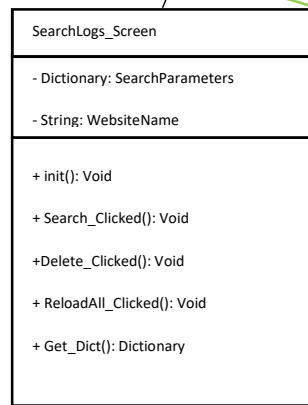 SearchLogs_Screen
- Dictionary: SearchParameters
- String: WebsiteName
+ init(): Void
+ Search_Clicked(): Void
+Delete_Clicked(): Void
+ ReloadAll_Clicked(): Void
+ Get_Dict(): Dictionary